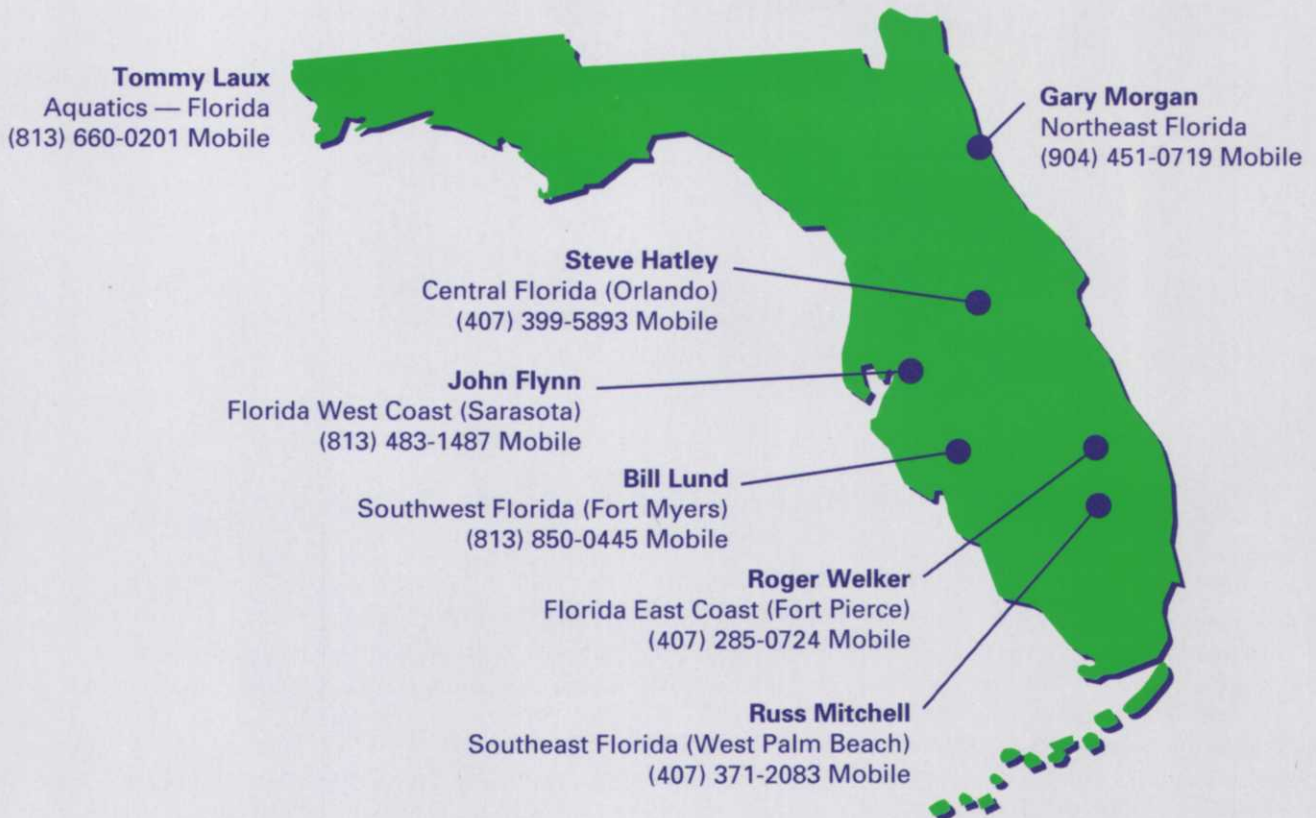 Tommy Laux
Aquatics — Florida
(813) 660-0201 Mobile
Gary Morgan
Northeast Florida
(904) 451-0719 Mobile
Steve Hatley
Central Florida (Orlando)
(407) 399-5893 Mobile
John Flynn
Florida West Coast (Sarasota)
(813) 483-1487 Mobile
Bill Lund
Southwest Florida (Fort Myers)
(813) 850-0445 Mobile
Roger Welker
Florida East Coast (Fort Pierce)
(407) 285-0724 Mobile
Russ Mitchell
Southeast Florida (West Palm Beach)
(407) 371-2083 Mobile